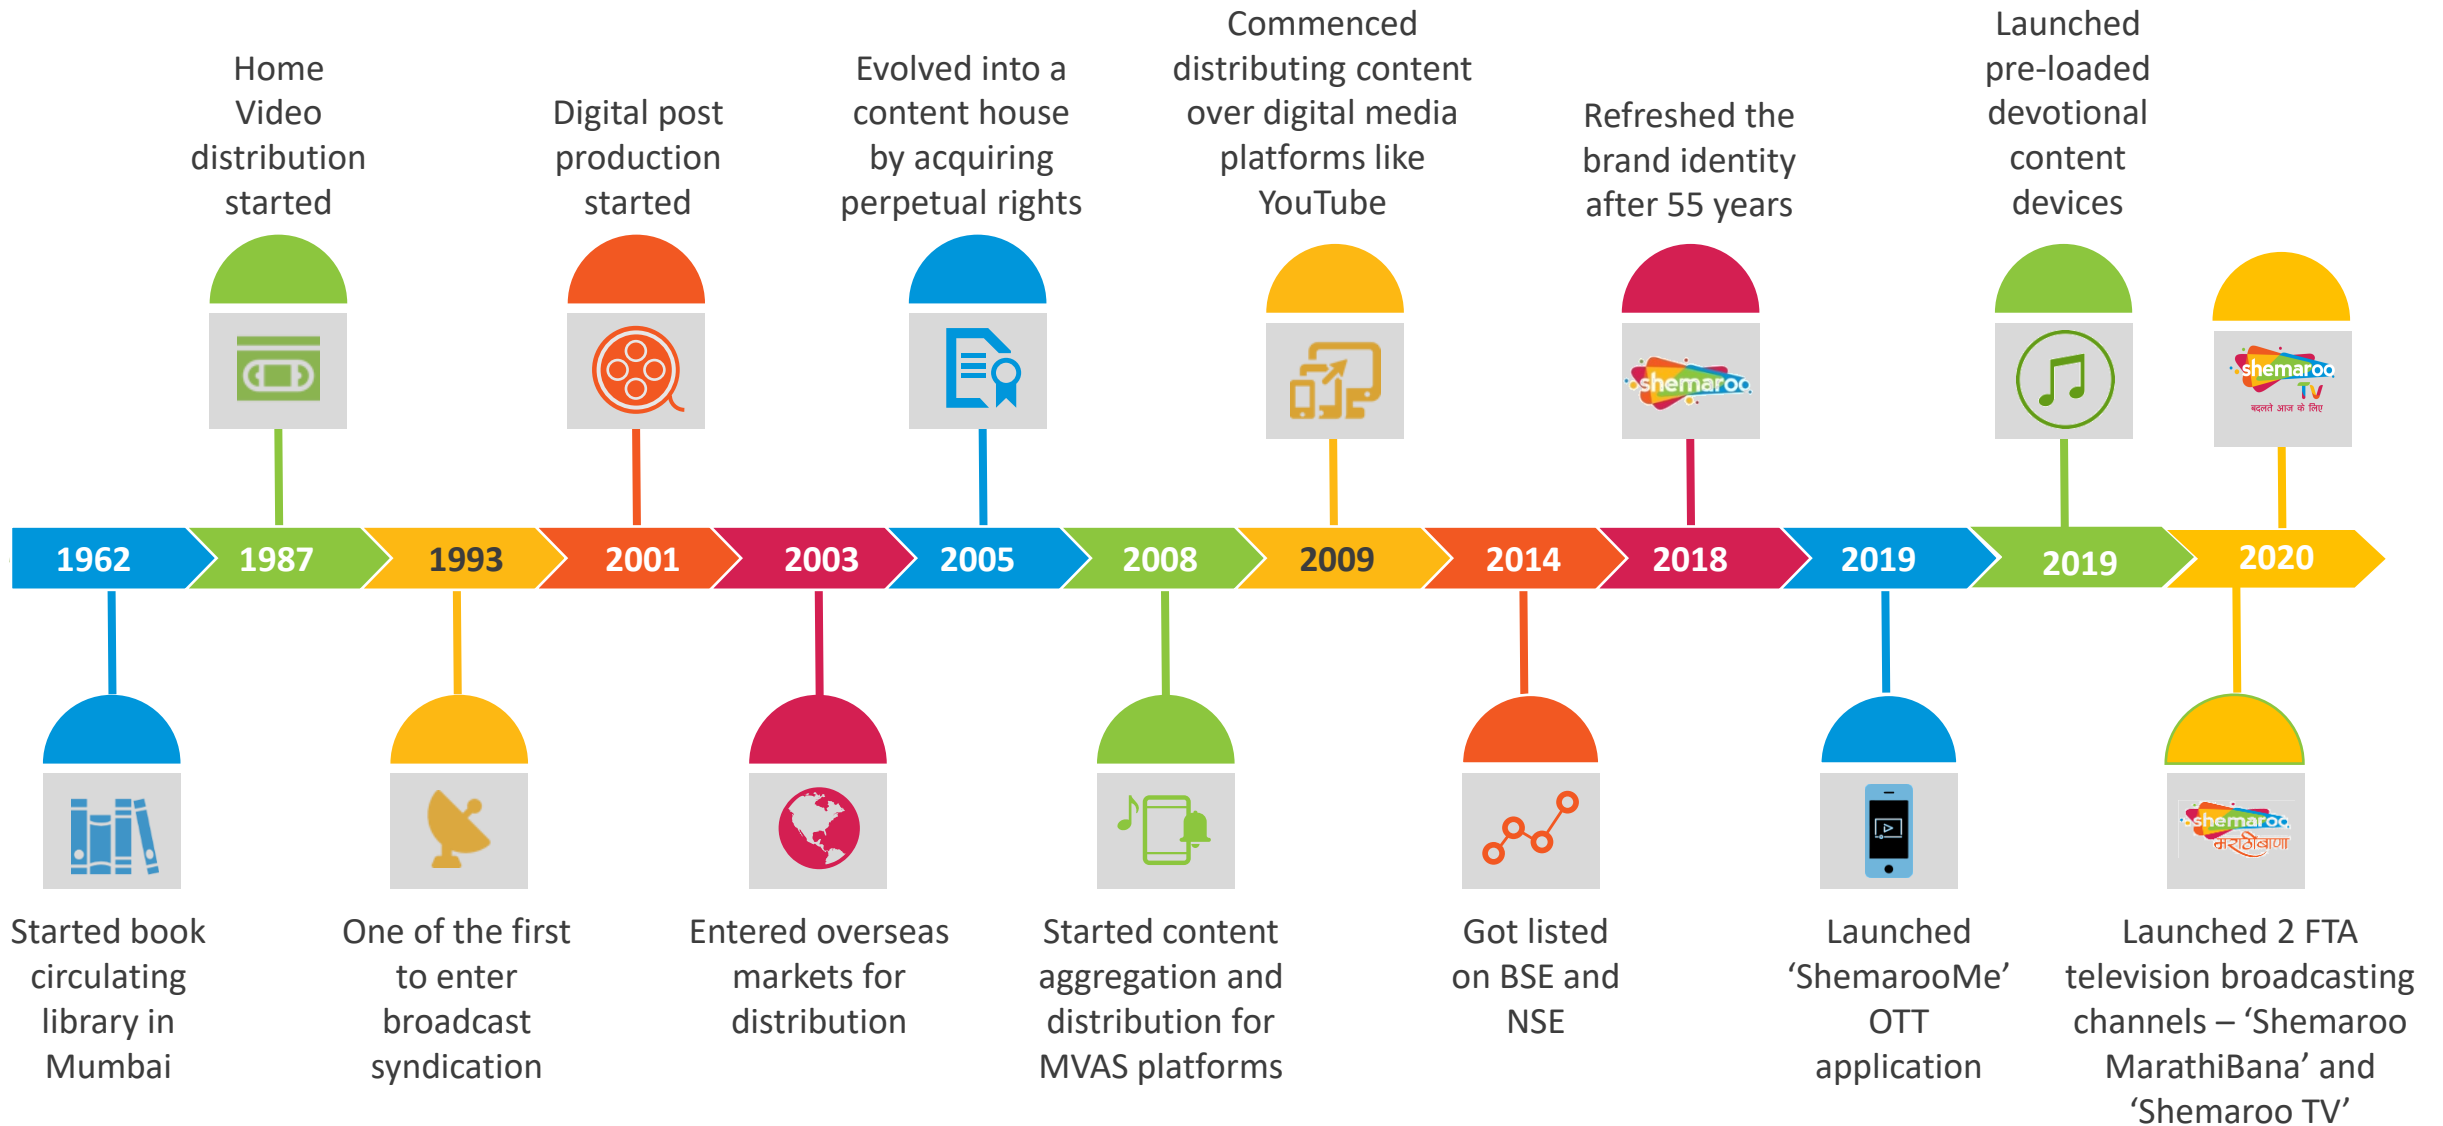 Home
Video
distribution
started
Digital post
production
started
Evolved into a
content house
by acquiring
perpetual rights
Commenced
distributing content
over digital media
platforms like
YouTube
Refreshed the
brand identity
after 55 years
Launched
pre-loaded
devotional
content
devices
shemaroo
shemaroo
TV
बदलते आज के लिए
1962
1987
1993
2001
2003
2005
2008
2009
2014
2018
2019
2019
2020
shemaroo
मराठीबाणा
Started book
circulating
library in
Mumbai
One of the first
to enter
broadcast
syndication
Entered overseas
markets for
distribution
Started content
aggregation and
distribution for
MVAS platforms
Got listed
on BSE and
NSE
Launched
‘ShemarooMe’
OTT
application
Launched 2 FTA
television broadcasting
channels – ‘Shemaroo
MarathiBana’ and
‘Shemaroo TV’